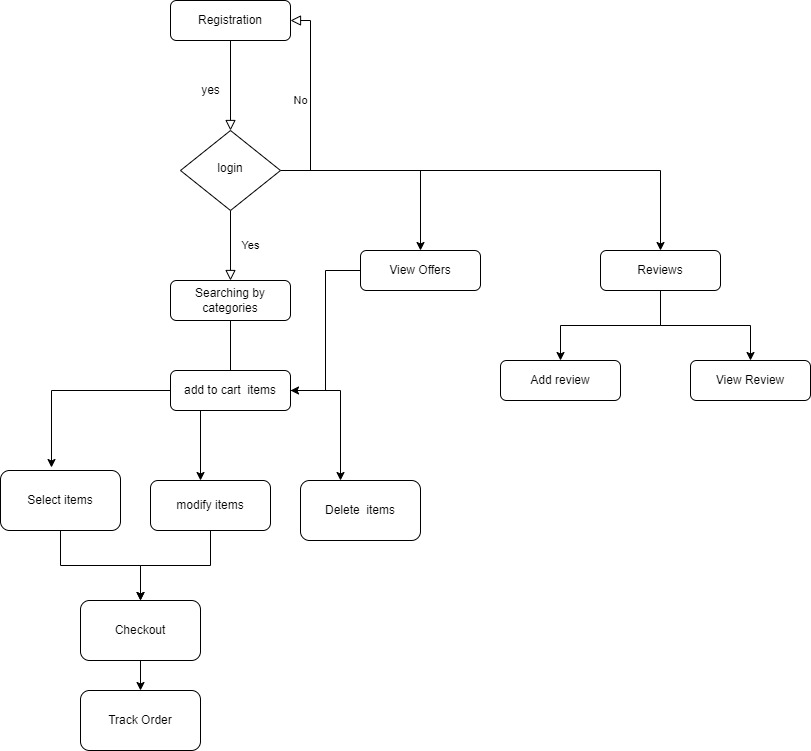 Registration
yes
No
login
Yes
View Offers
Reviews
Searching by
categories
Add review
View Review
add to cart  items
Select items
modify items
Delete  items
Checkout
Track Order